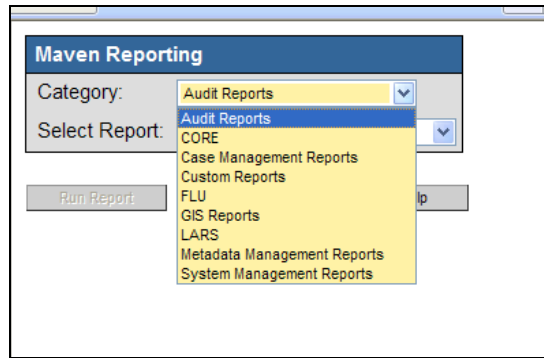 Maven Reporting
Category:
Audit Reports
Select Report:
Audit Reports
CORE
Case Management Reports
Custom Reports
FLU
GIS Reports
LARS
Metadata Management Reports
System Management Reports
Run Report
lp